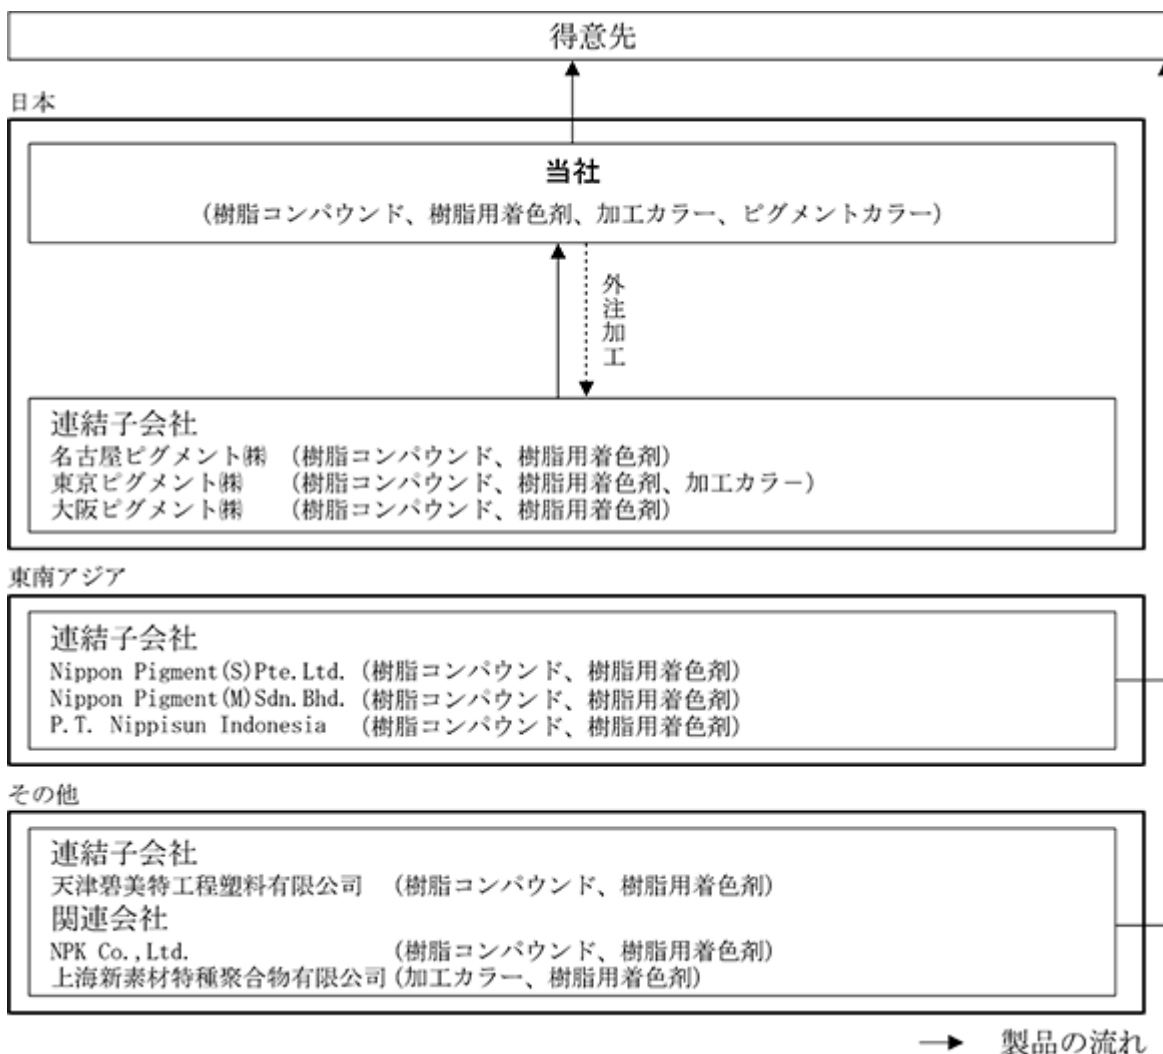 得意先
日本
当社
(樹脂コンパウンド、樹脂用着色剤、加工カラー、ピグメントカラー)
外注加工
連結子会社
名古屋ピグメント㈱ (樹脂コンパウンド、樹脂用着色剤)
東京ピグメント㈱ (樹脂コンパウンド、樹脂用着色剤、加工カラー)
大阪ピグメント㈱ (樹脂コンパウンド、樹脂用着色剤)
東南アジア
連結子会社
Nippon Pigment(S)Pte.Ltd. (樹脂コンパウンド、樹脂用着色剤)
Nippon Pigment(M)Sdn.Bhd. (樹脂コンパウンド、樹脂用着色剤)
P.T. Nippisun Indonesia (樹脂コンパウンド、樹脂用着色剤)
その他
連結子会社
天津碧美特工程塑料有限公司 (樹脂コンパウンド、樹脂用着色剤)
関連会社
NPK Co.,Ltd. (樹脂コンパウンド、樹脂用着色剤)
上海新素材特種聚合物有限公司(加工カラー、樹脂用着色剤)
製品の流れ